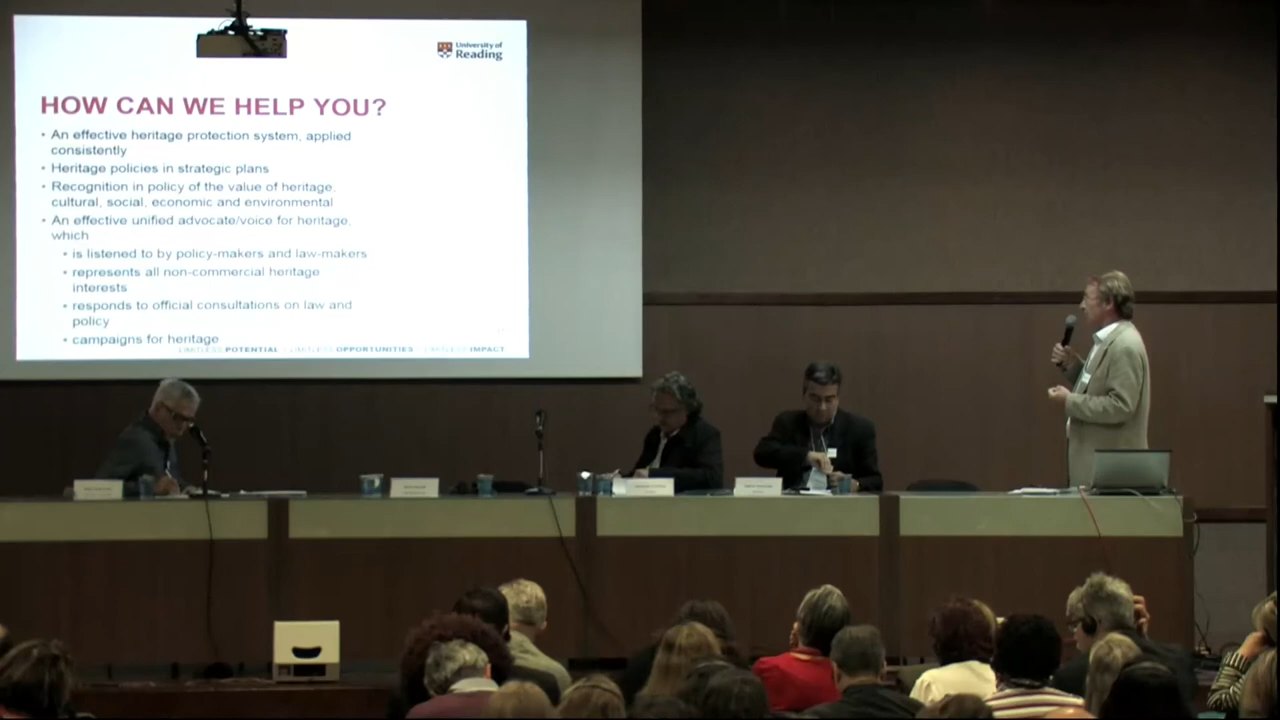 University of
Reading
HOW CAN WE HELP YOU?
• An effective heritage protection system, applied
consistently
• Heritage policies in strategic plans
• Recognition in policy of the value of heritage,
cultural, social, economic and environmental
• An effective unified advocate/voice for heritage,
which
• is listened to by policy-makers and law-makers
• represents all non-commercial heritage
interests
• responds to official consultations on law and
policy
• campaigns for heritage
LIMITLESS POTENTIAL LIMITLESS OPPORTUNITIES LIMITLESS IMPACT